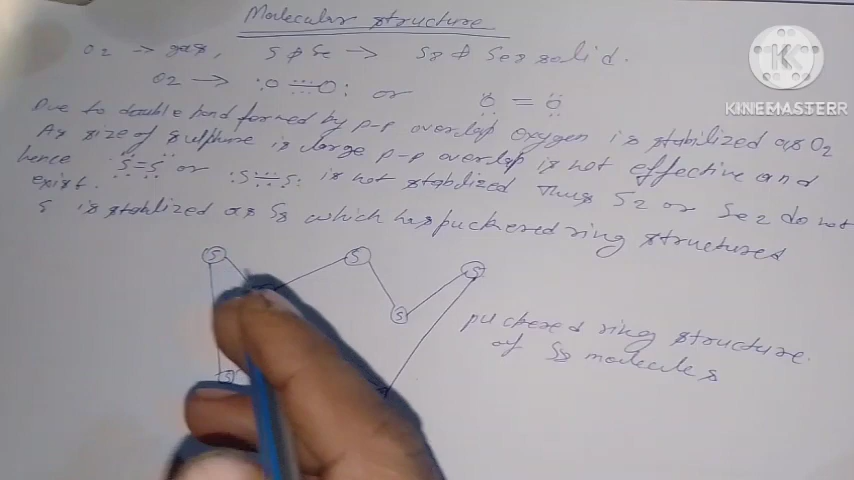 Molecular structure
O2 → gas, S & Se → S8 & Se8 solid.
O2 → :O ⩶ O: or Ö = Ö
Due to double bond formed by p-p overlap oxygen is stabilized as O2
As size of sulphure is large p-p overlap is not effective and
hence :S=S: or :S ⩶ S: is not stabilized Thus S2 or Se2 do not
exist.
S is stablized as S8 which has puckered ring structured
S S S
S
S
puckered ring structure
of S8 molecules
K
KINEMASTERR